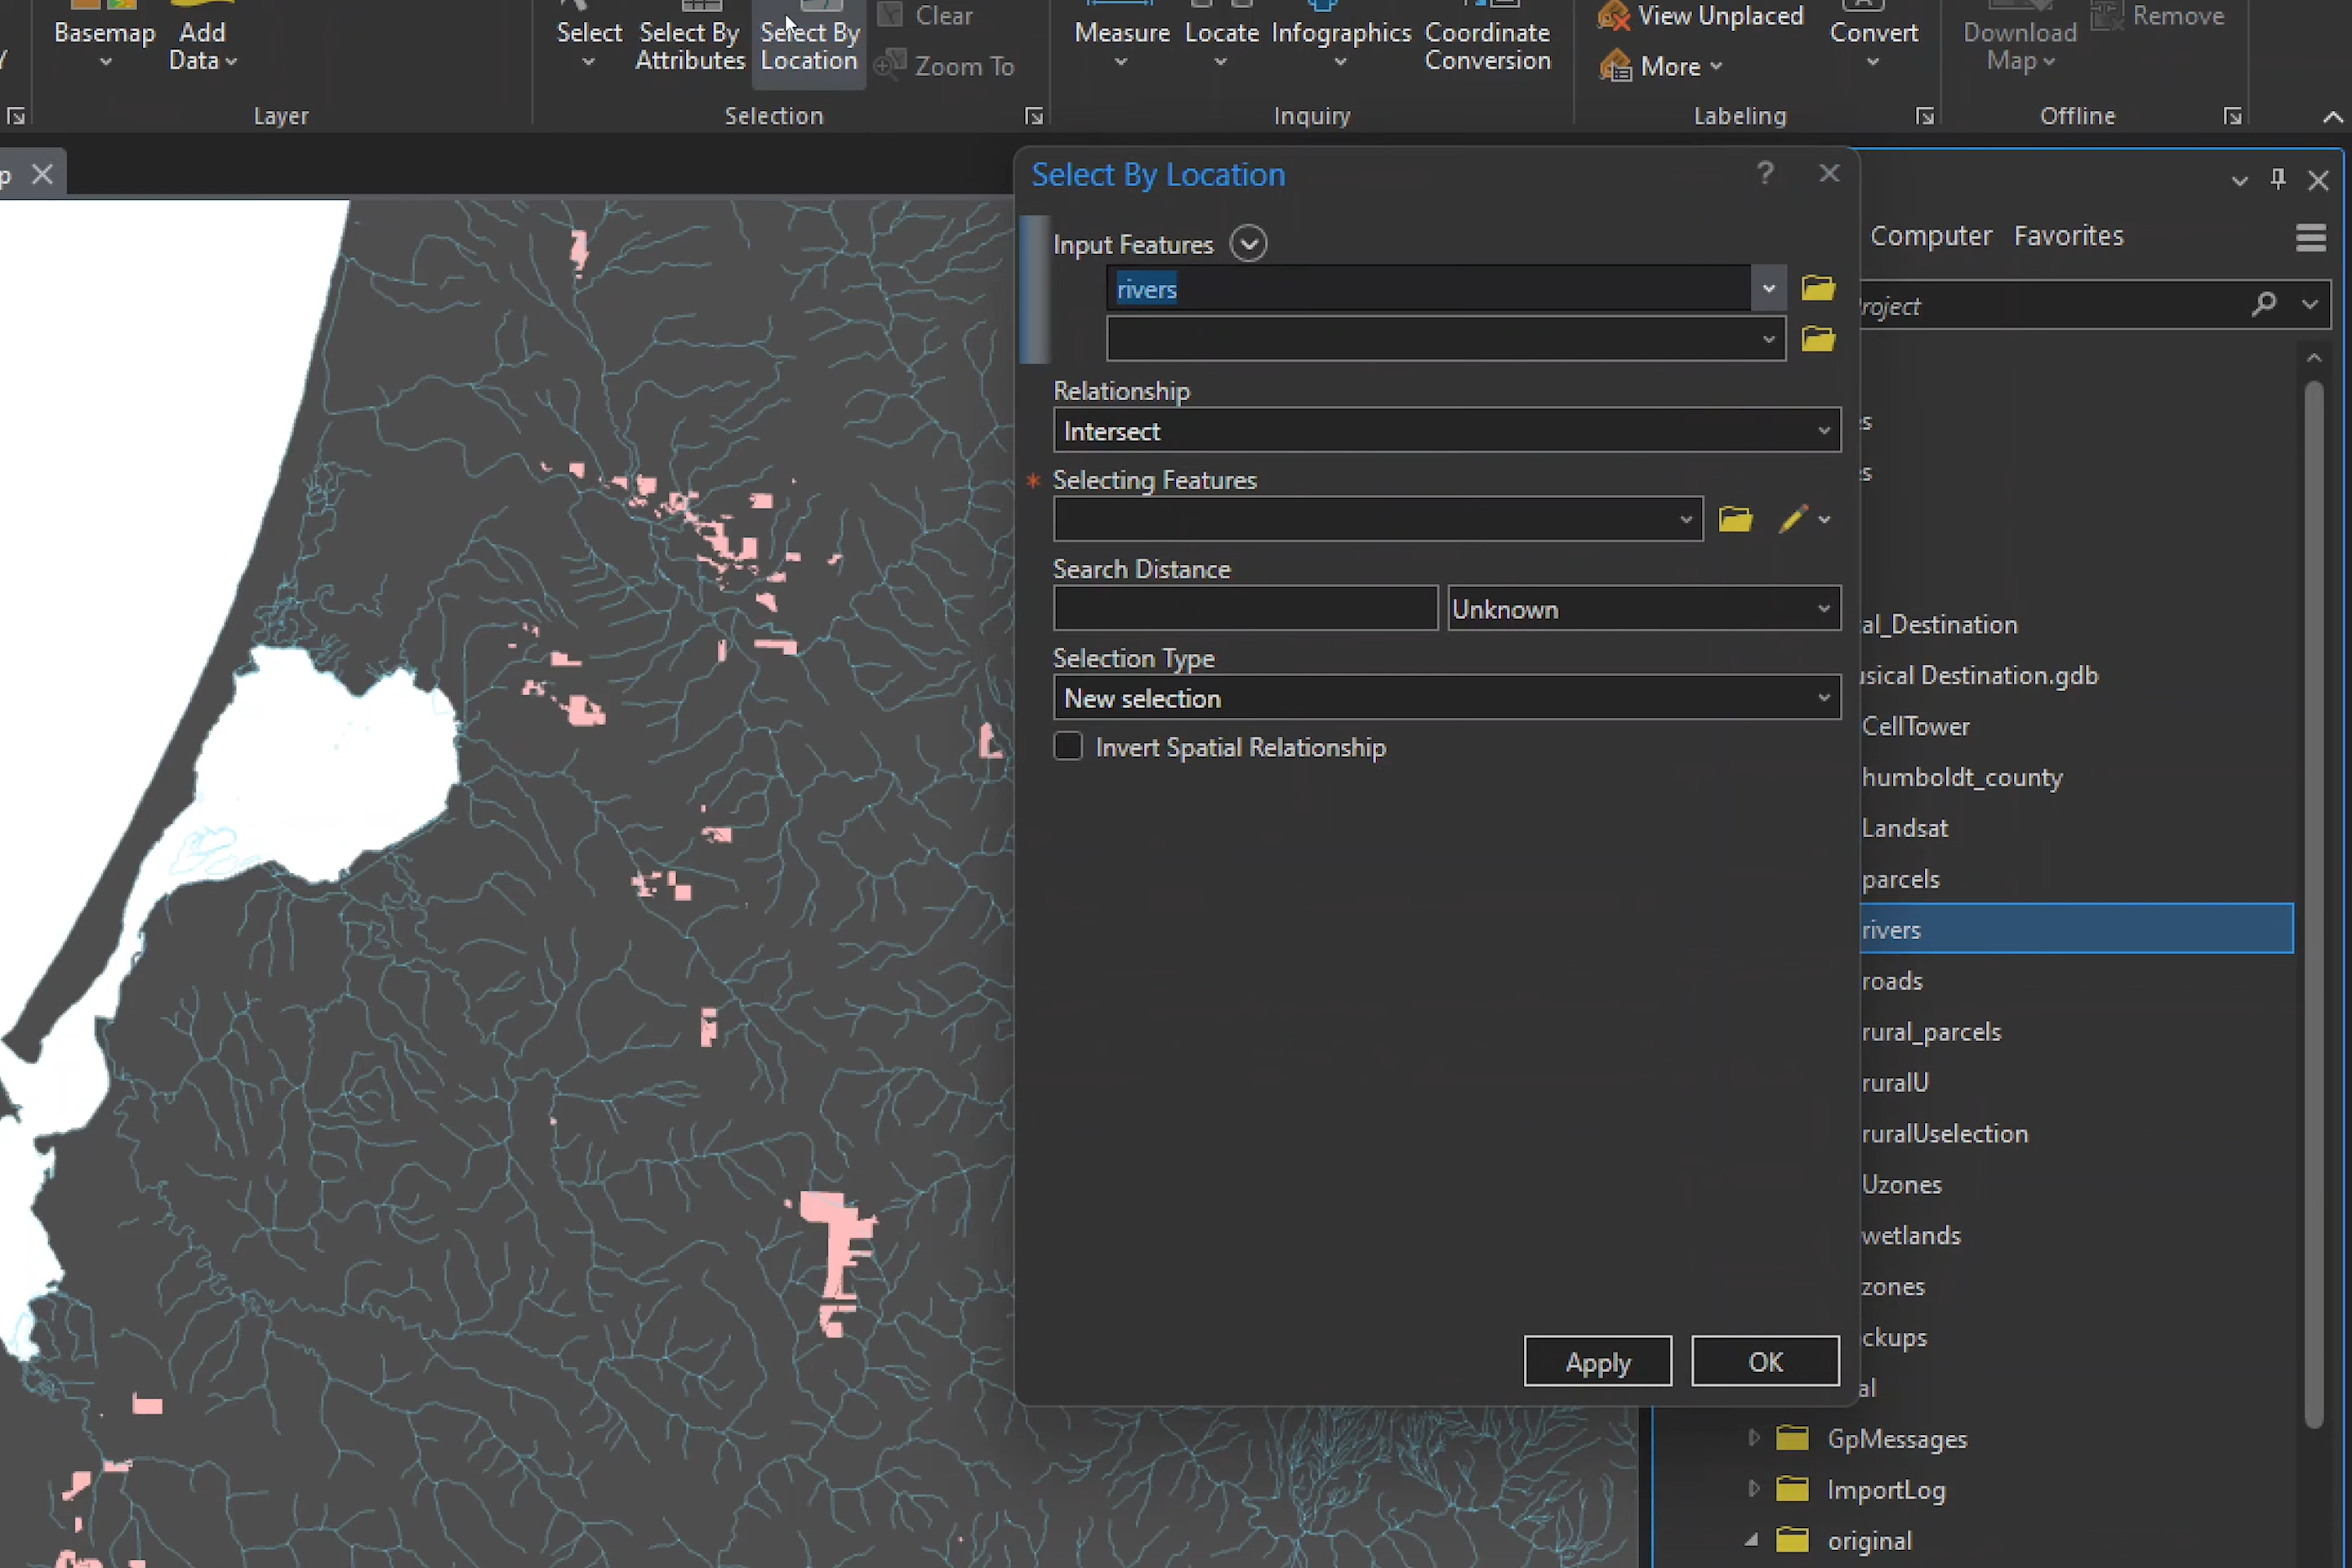 Basemap
Add
Data
Layer
Select
Select By
Attributes
Select By
Location
Clear
Zoom To
Selection
Measure
Locate
Infographics
Coordinate
Conversion
Inquiry
View Unplaced
More
Labeling
Convert
Download
Map
Remove
Offline
p
Select By Location
?
Input Features
rivers
Relationship
Intersect
* Selecting Features
Search Distance
Unknown
Selection Type
New selection
Invert Spatial Relationship
Apply
OK
Computer
Favorites
roject
s
s
al_Destination
usical Destination.gdb
CellTower
humboldt_county
Landsat
parcels
rivers
roads
rural_parcels
ruralU
ruralUselection
Uzones
wetlands
zones
ckups
al
GpMessages
ImportLog
original